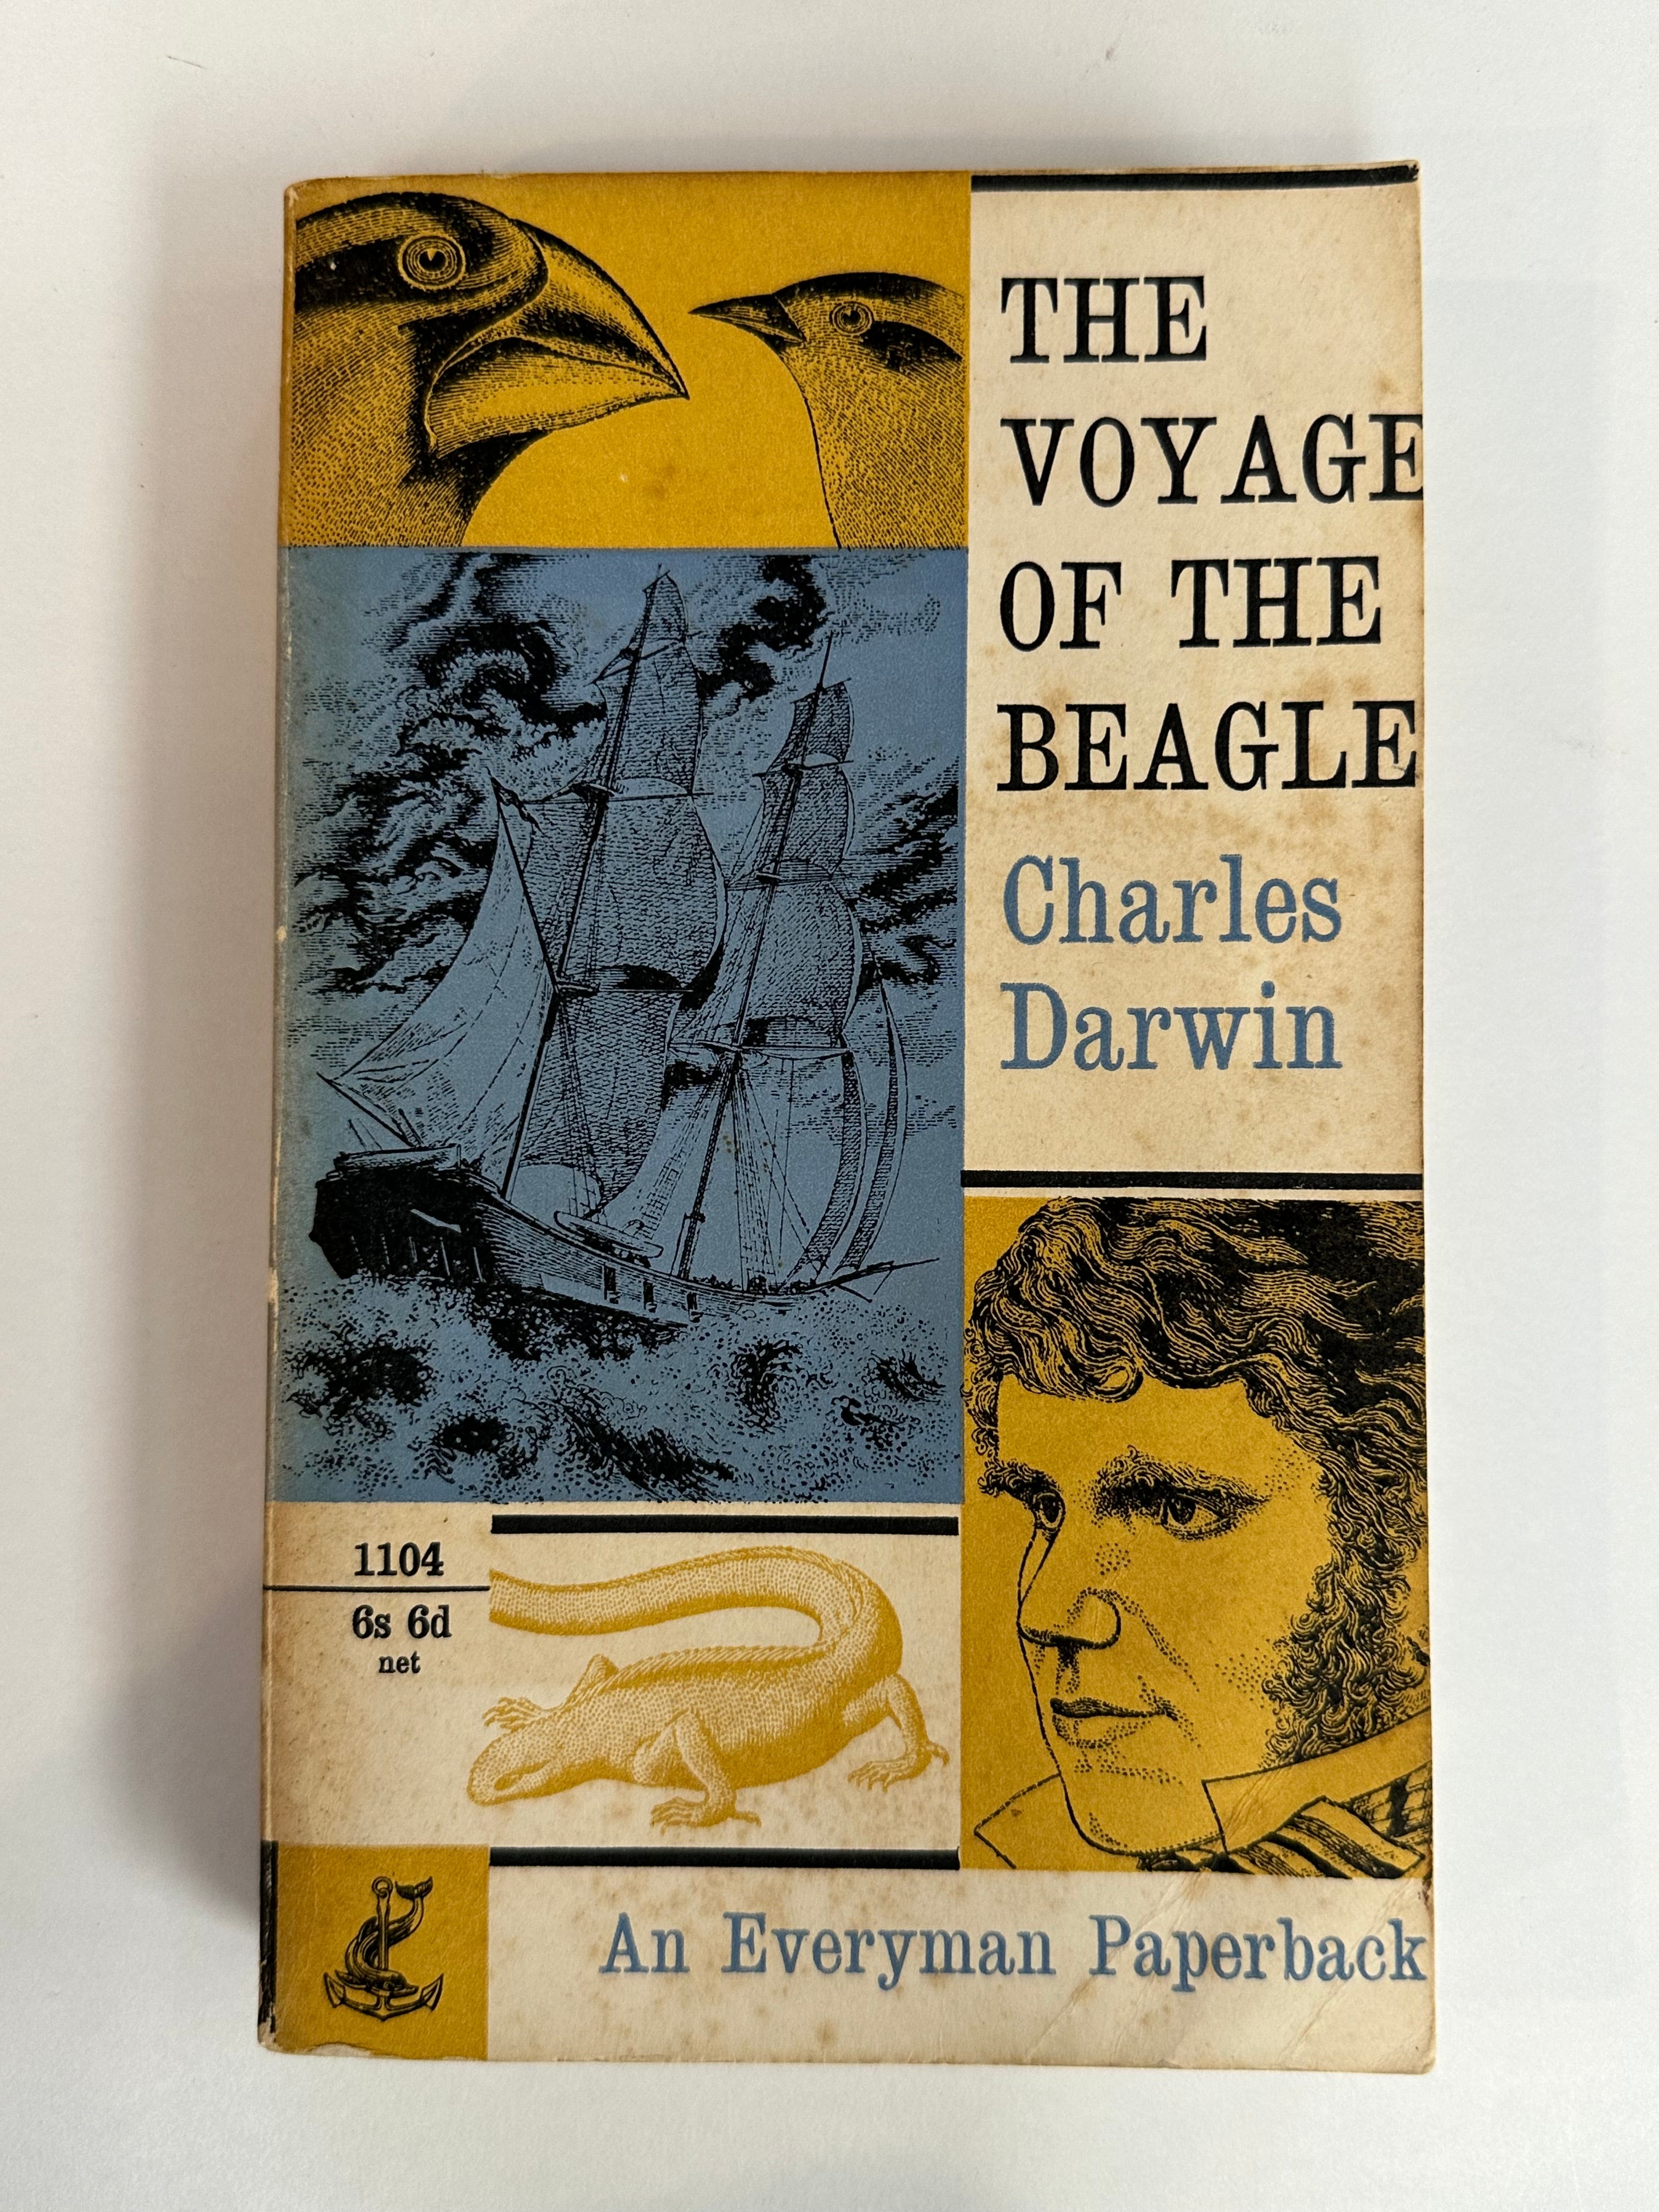 THE
VOYAGE
OF THE
BEAGLE
Charles
Darwin
1104
6s 6d
net
An Everyman Paperback